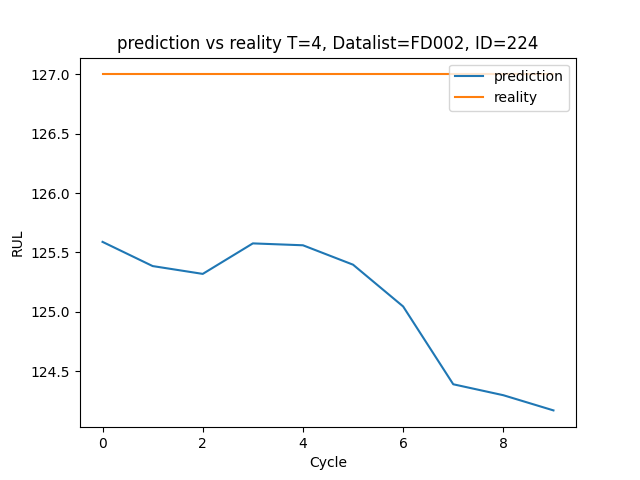 prediction vs reality T=4, Datalist=FD002, ID=224
prediction
reality
127.0
126.5
126.0
125.5
125.0
124.5
RUL
0 2 4 6 8
Cycle